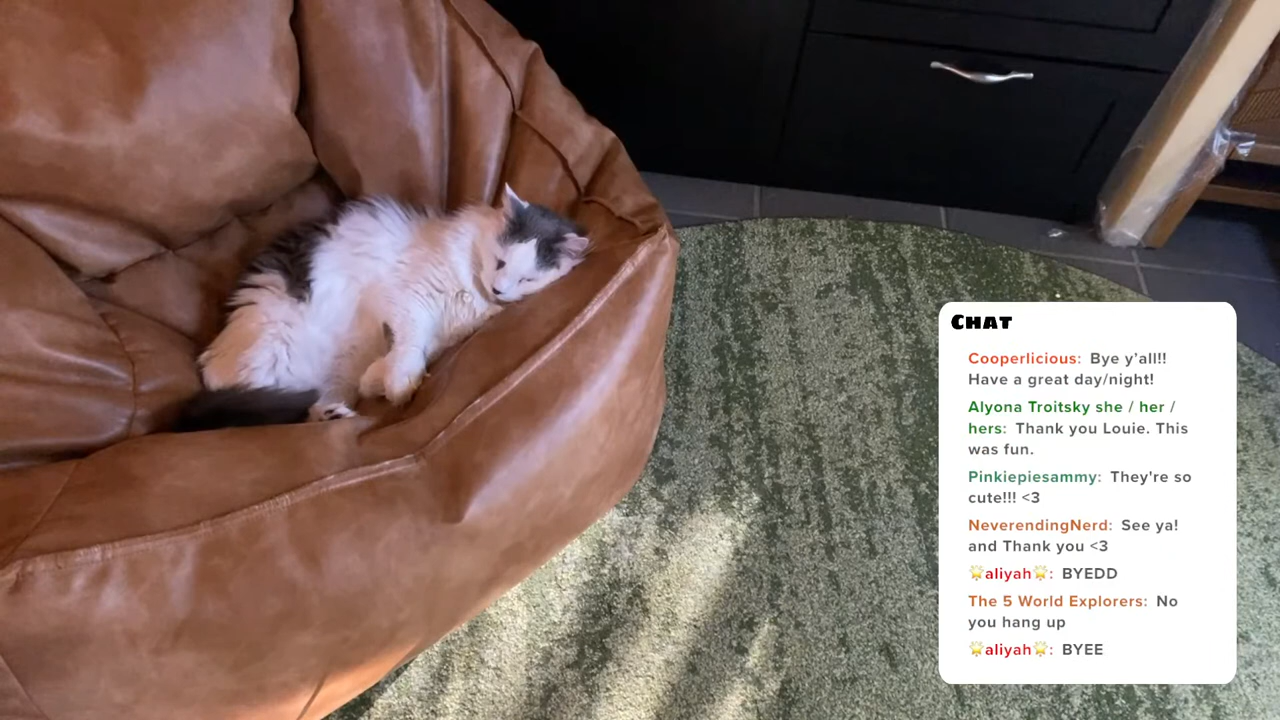 Chat
Cooperlicious: Bye y'all!!
Have a great day/night!
Alyona Troitsky she / her /
hers: Thank you Louie. This
was fun.
Pinkiepiesammy: They're so
cute!!! <3
NeverendingNerd: See ya!
and Thank you <3
🌟aliyah🌟: BYEDD
The 5 World Explorers: No
you hang up
🌟aliyah🌟: BYEE